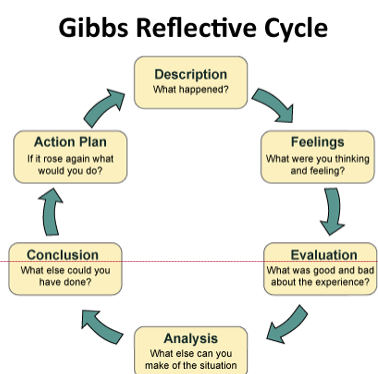 Gibbs Reflective Cycle
Description
What happened?
Feelings
What were you thinking
and feeling?
Evaluation
What was good and bad
about the experience?
Analysis
What else can you
make of the situation
Conclusion
What else could you
have done?
Action Plan
If it rose again what
would you do?